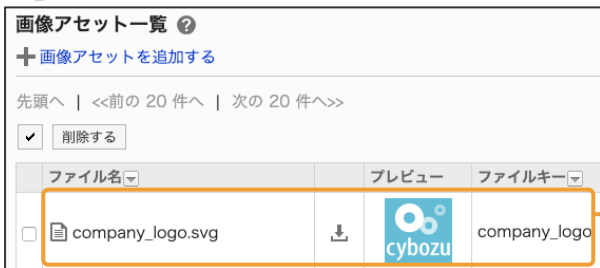 画像アセット一覧 ?
画像アセットを追加する
先頭へ | <<前の 20 件へ | 次の 20 件へ>>
削除する
ファイル名 プレビュー ファイルキー
company_logo.svg cybozu company_logo